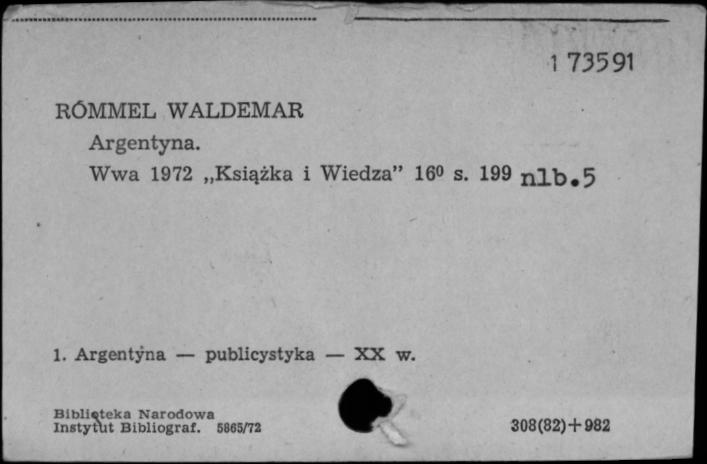 1 73591
RÓMMEL WALDEMAR
Argentyna.
Wwa 1972 „Książka i Wiedza” 16⁰ s. 199 nlb.5
1. Argentyna — publicystyka — XX w.
Biblioteka Narodowa
Instytut Bibliograf. 5865/72
308(82)+982